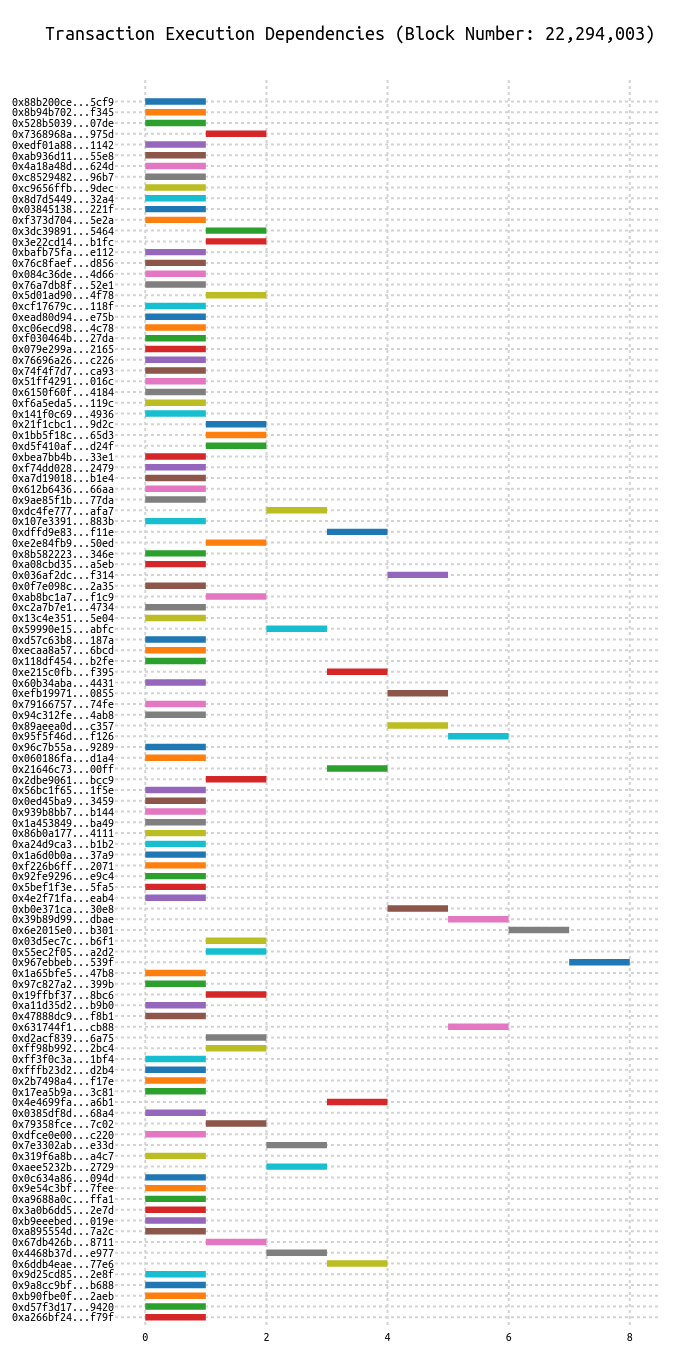 Transaction Execution Dependencies (Block Number: 22,294,003)
0x88b200ce...5cf9
0x8b94b702...f345
0x528b5039...07de
0x7368968a...975d
0xedf01a88...1142
0xab936d11...55e8
0x4a18a48d...624d
0xc8529482...96b7
0xc9656ffb...9dec
0x8d7d5449...32a4
0x03845138...221f
0xf373d704...5e2a
0x3dc39891...5464
0x3e22cd14...b1fc
0xbafb75fa...e112
0x76c8faef...d856
0x084c36de...4d66
0x76a7db8f...52e1
0x5d01ad90...4f78
0xcf17679c...118f
0xead80d94...e75b
0xc06ecd98...4c78
0xf030464b...27da
0x079e299a...2165
0x76696a26...c226
0x74f4f7d7...ca93
0x51ff4291...016c
0x6150f60f...4184
0xf6a5eda5...119c
0x141f0c69...4936
0x21f1cbc1...9d2c
0x1bb5f18c...65d3
0xd5f410af...d24f
0xbea7bb4b...33e1
0xf74dd028...2479
0xa7d19018...b1e4
0x612b6436...66aa
0x9ae85f1b...77da
0xdc4fe777...afa7
0x107e3391...883b
0xdffd9e83...f11e
0xe2e84fb9...50ed
0x8b582223...346e
0xa08cbd35...a5eb
0x036af2dc...f314
0x0f7e098c...2a35
0xab8bc1a7...f1c9
0xc2a7b7e1...4734
0x13c4e351...5e04
0x59990e15...abfc
0xd57c63b8...187a
0xecaa8a57...6bcd
0x118df454...b2fe
0xe215c0fb...f395
0x60b34aba...4431
0xefb19971...0855
0x79166757...74fe
0x94c312fe...4ab8
0x89aeea0d...c357
0x95f5f46d...f126
0x96c7b55a...9289
0x060186fa...d1a4
0x21646c73...00ff
0x2dbe9061...bcc9
0x56bc1f65...1f5e
0x0ed45ba9...3459
0x939b8bb7...b144
0x1a453849...ba49
0x86b0a177...4111
0xa24d9ca3...b1b2
0x1a6d0b0a...37a9
0xf226b6ff...2071
0x92fe9296...e9c4
0x5bef1f3e...5fa5
0x4e2f71fa...eab4
0xb0e371ca...30e8
0x39b89d99...dbae
0x6e2015e0...b301
0x03d5ec7c...b6f1
0x55ec2f05...a2d2
0x967ebbeb...539f
0x1a65bfe5...47b8
0x97c827a2...399b
0x19ffbf37...8bc6
0xa11d35d2...b9b0
0x47888dc9...f8b1
0x631744f1...cb88
0xd2acf839...6a75
0xff98b992...2bc4
0xff3f0c3a...1bf4
0xfffb23d2...d2b4
0x2b7498a4...f17e
0x17ea5b9a...3c81
0x4e4699fa...a6b1
0x0385df8d...68a4
0x79358fce...7c02
0xdfce0e00...c220
0x7e3302ab...e33d
0x319f6a8b...a4c7
0xaee5232b...2729
0x0c634a86...094d
0x9e54c3bf...7fee
0xa9688a0c...ffa1
0x3a0b6dd5...2e7d
0xb9eeebed...019e
0xa895554d...7a2c
0x67db426b...8711
0x4468b37d...e977
0x6ddb4eae...77e6
0x9d25cd85...2e8f
0x9a8cc9bf...b688
0xb90fbe0f...2aeb
0xd57f3d17...9420
0xa266bf24...f79f
0 2 4 6 8